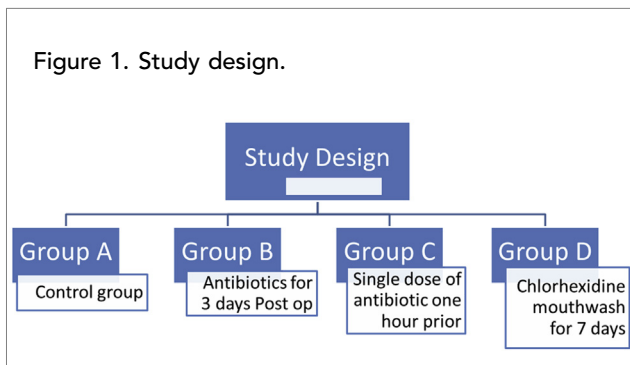 Figure 1. Study design.
Study Design
Group A
Control group
Group B
Antibiotics for
3 days Post op
Group C
Single dose of
antibiotic one
hour prior
Group D
Chlorhexidine
mouthwash
for 7 days